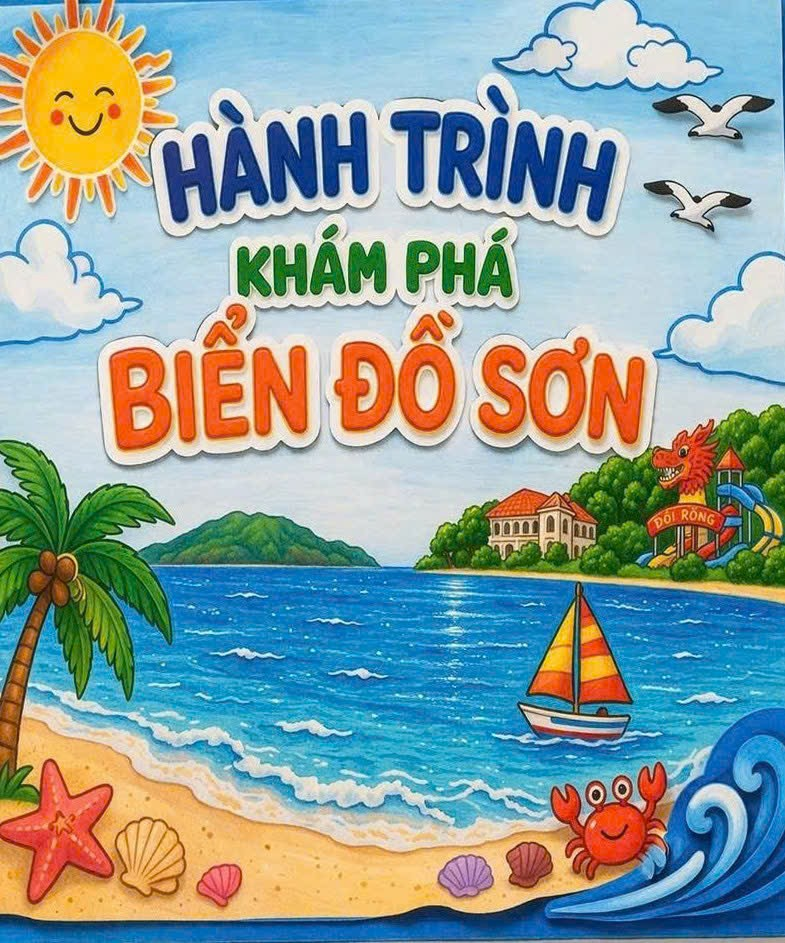 HÀNH TRÌNH
KHÁM PHÁ
BIỂN ĐỒ SƠN
ĐỒI RỒNG